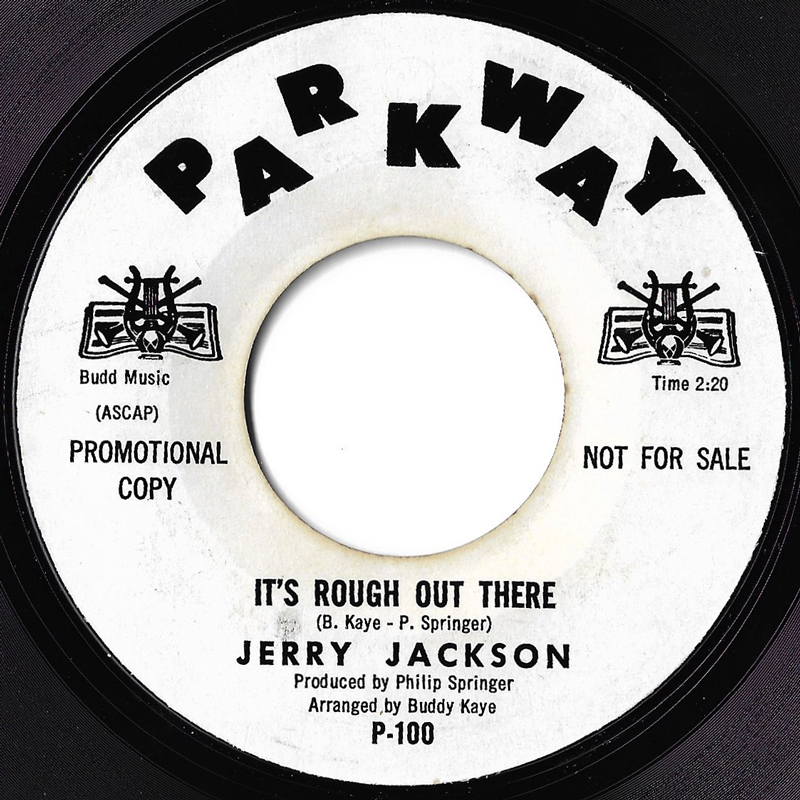 PARKWAY
Budd Music
(ASCAP)
Time 2:20
PROMOTIONAL
COPY
NOT FOR SALE
IT'S ROUGH OUT THERE
(B. Kaye - P. Springer)
JERRY JACKSON
Produced by Philip Springer
Arranged by Buddy Kaye
P-100